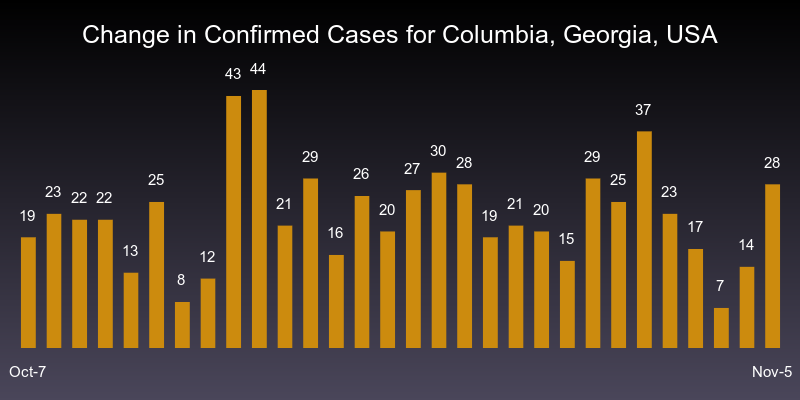 Change in Confirmed Cases for Columbia, Georgia, USA
19 23 22 22 13 25 8 12 43 44 21 29 16 26 20 27 30 28 19 21 20 15 29 25 37 23 17 7 14 28
Oct-7 Nov-5